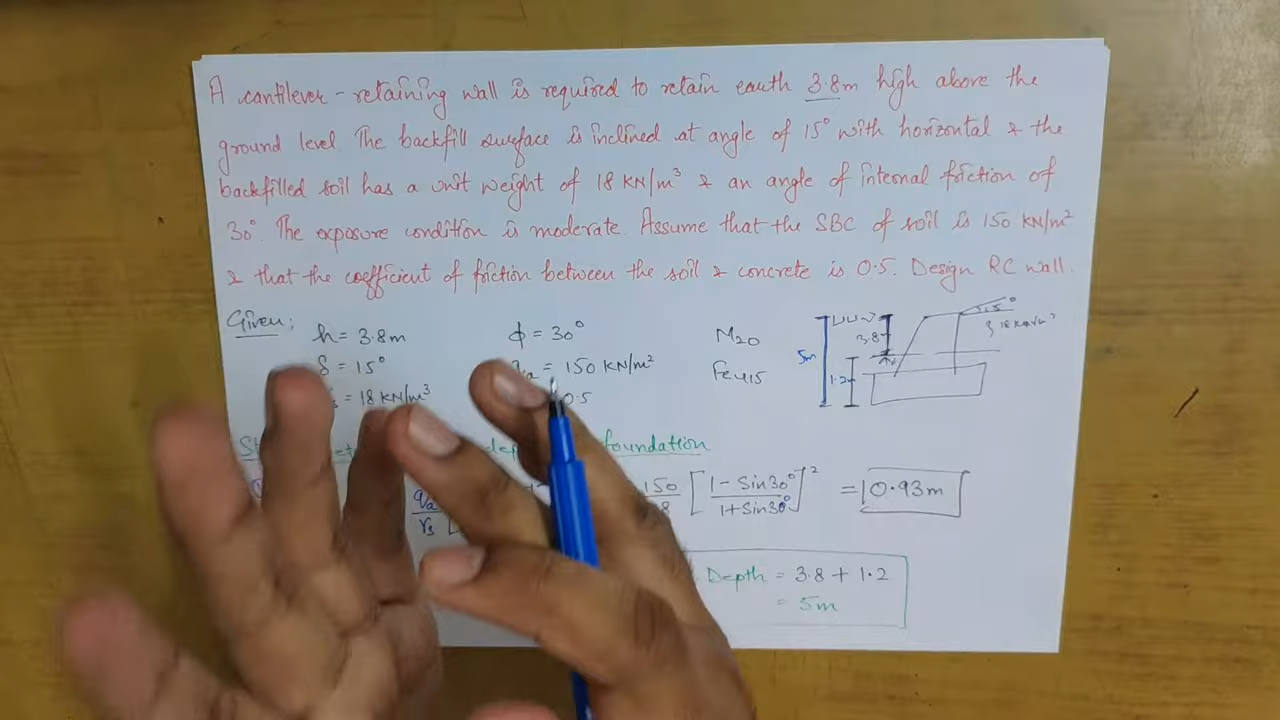 A cantilever - retaining wall is required to retain earth 3.8m high above the
ground level. The backfill surface is inclined at angle of 15° with horizontal & the
backfilled soil has a unit weight of 18 KN/m³ & an angle of internal friction of
30°. The exposure condition is moderate. Assume that the SBC of soil is 150 KN/m²
& that the coefficient of friction between the soil & concrete is 0.5. Design RC wall.
Given:
h = 3.8m
φ = 30°
M20
δ = 15°
= 150 KN/m²
Fe415
= 18 KN/m³
0.5
15°
3.8
18 KN/m³
5m
1.2
foundation
150 [1 - Sin30° / 1 + Sin30°]² = 0.93m
Depth = 3.8 + 1.2
= 5m